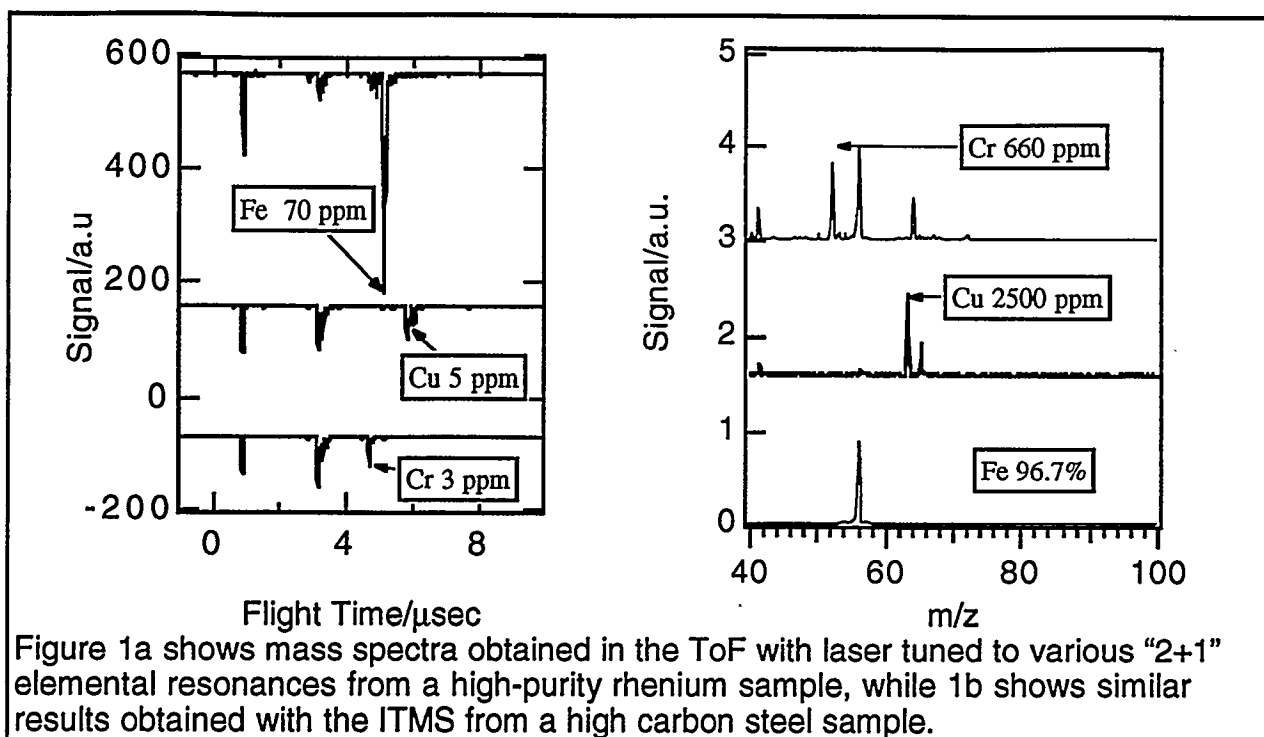 600
400
200
0
-200
Signal/a.u
Fe 70 ppm
Cu 5 ppm
Cr 3 ppm
0 4 8
Flight Time/μsec
5
4
3
2
1
0
Signal/a.u.
Cr 660 ppm
Cu 2500 ppm
Fe 96.7%
40 60 80 100
m/z
Figure 1a shows mass spectra obtained in the ToF with laser tuned to various “2+1”
elemental resonances from a high-purity rhenium sample, while 1b shows similar
results obtained with the ITMS from a high carbon steel sample.